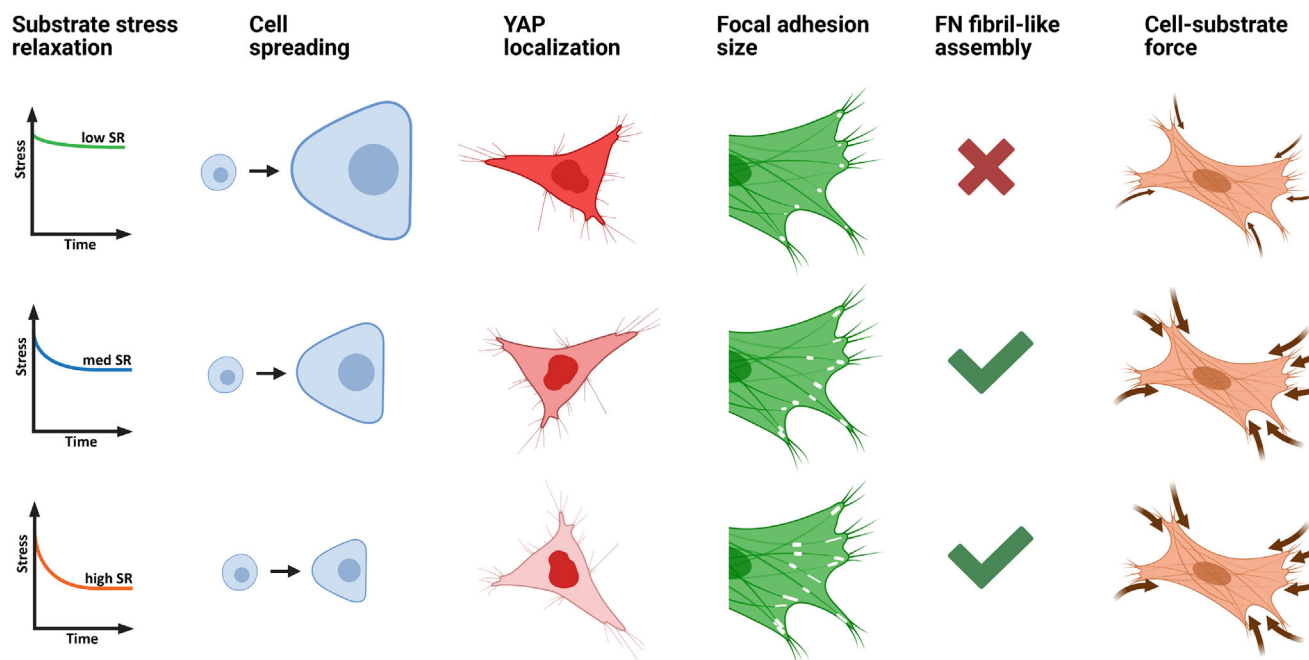 Substrate stress
relaxation
Cell
spreading
YAP
localization
Focal adhesion
size
FN fibril-like
assembly
Cell-substrate
force
Stress
low SR
Time
Stress
med SR
Time
Stress
high SR
Time